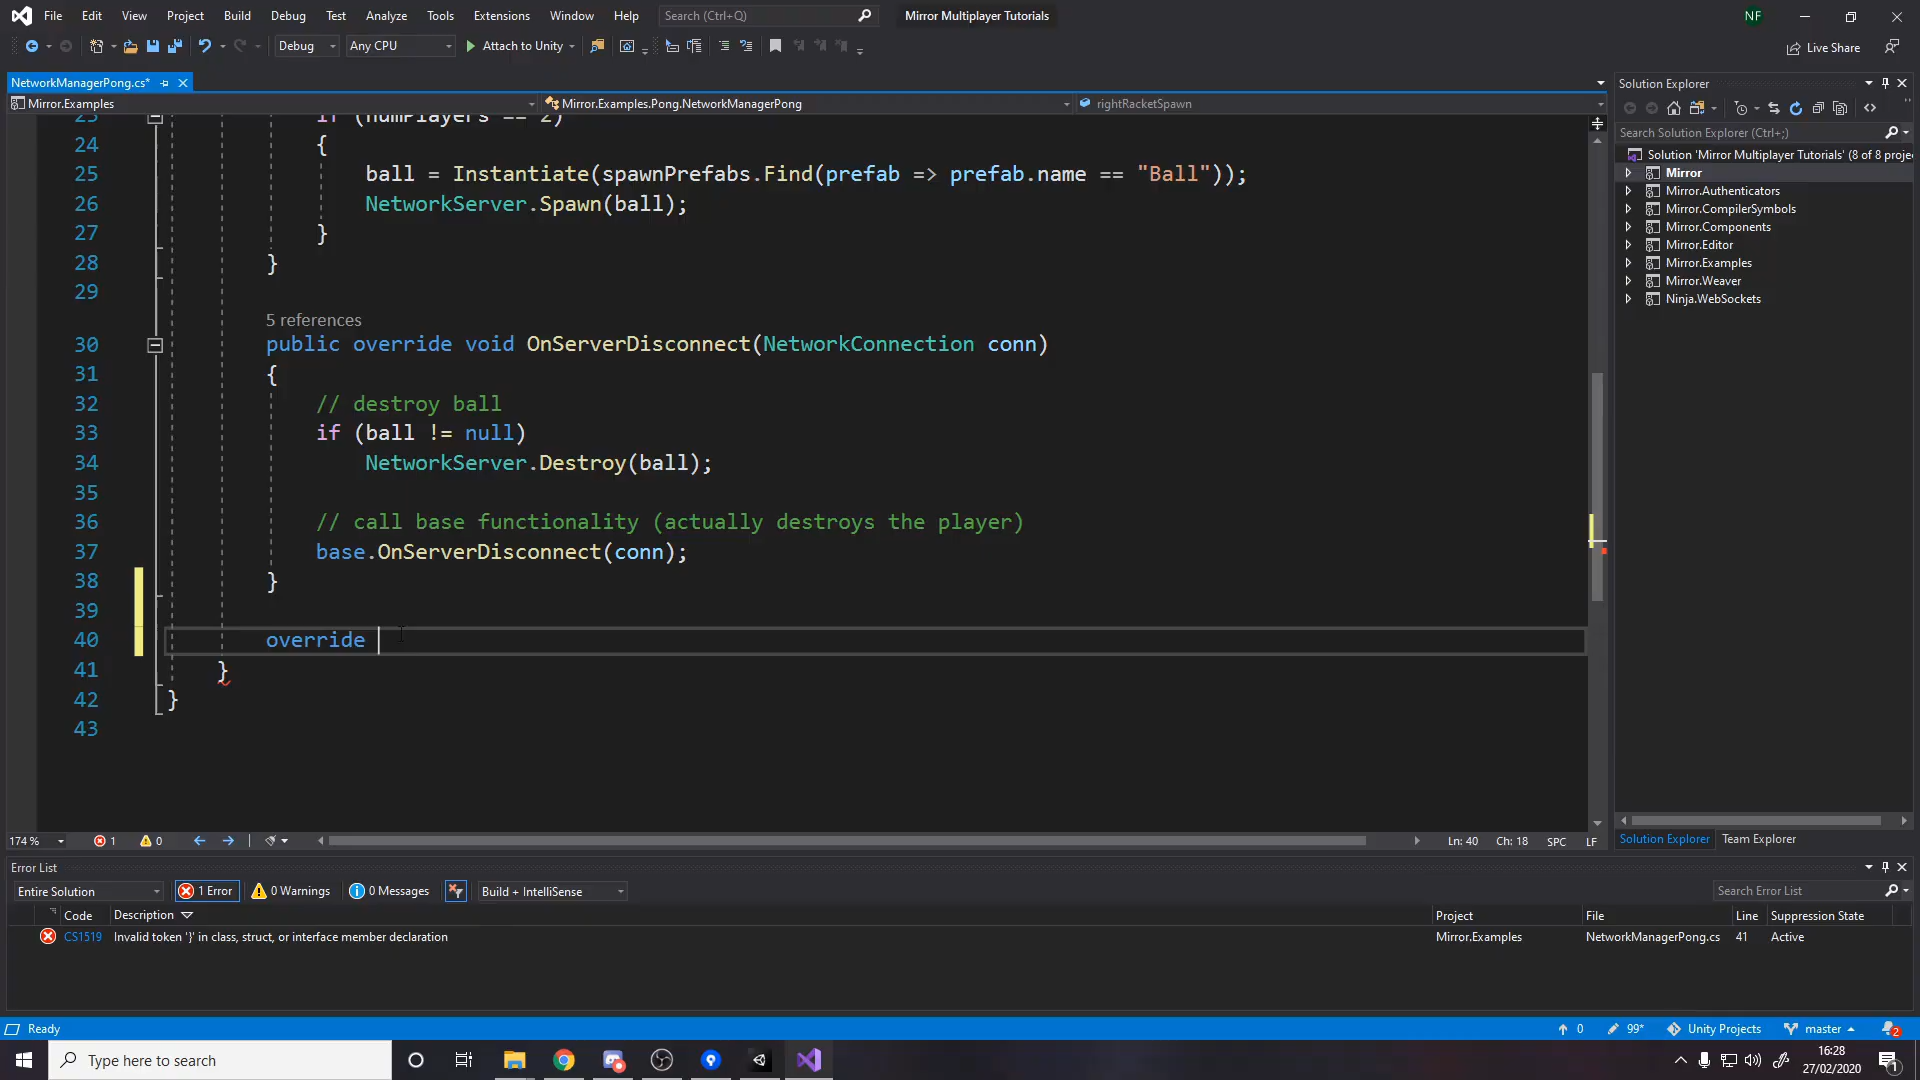 File Edit View Project Build Debug Test Analyze Tools Extensions Window Help Search (Ctrl+Q) Mirror Multiplayer Tutorials NF
Debug Any CPU Attach to Unity Live Share
NetworkManagerPong.cs*
Mirror.Examples Mirror.Examples.Pong.NetworkManagerPong rightRacketSpawn
23 if (numPlayers == 2)
24 {
25 ball = Instantiate(spawnPrefabs.Find(prefab => prefab.name == "Ball"));
26 NetworkServer.Spawn(ball);
27 }
28 }
29
5 references
30 public override void OnServerDisconnect(NetworkConnection conn)
31 {
32 // destroy ball
33 if (ball != null)
34 NetworkServer.Destroy(ball);
35
36 // call base functionality (actually destroys the player)
37 base.OnServerDisconnect(conn);
38 }
39
40 override
41 }
42 }
43
174 % 1 0 Ln: 40 Ch: 18 SPC LF
Solution Explorer
Search Solution Explorer (Ctrl+;)
Solution 'Mirror Multiplayer Tutorials' (8 of 8 proje
Mirror
Mirror.Authenticators
Mirror.CompilerSymbols
Mirror.Components
Mirror.Editor
Mirror.Examples
Mirror.Weaver
Ninja.WebSockets
Solution Explorer Team Explorer
Error List
Entire Solution 1 Error 0 Warnings 0 Messages Build + IntelliSense Search Error List
Code Description Project File Line Suppression State
CS1519 Invalid token '}' in class, struct, or interface member declaration Mirror.Examples NetworkManagerPong.cs 41 Active
Ready 0 99* Unity Projects master 2
Type here to search 16:28
27/02/2020 1